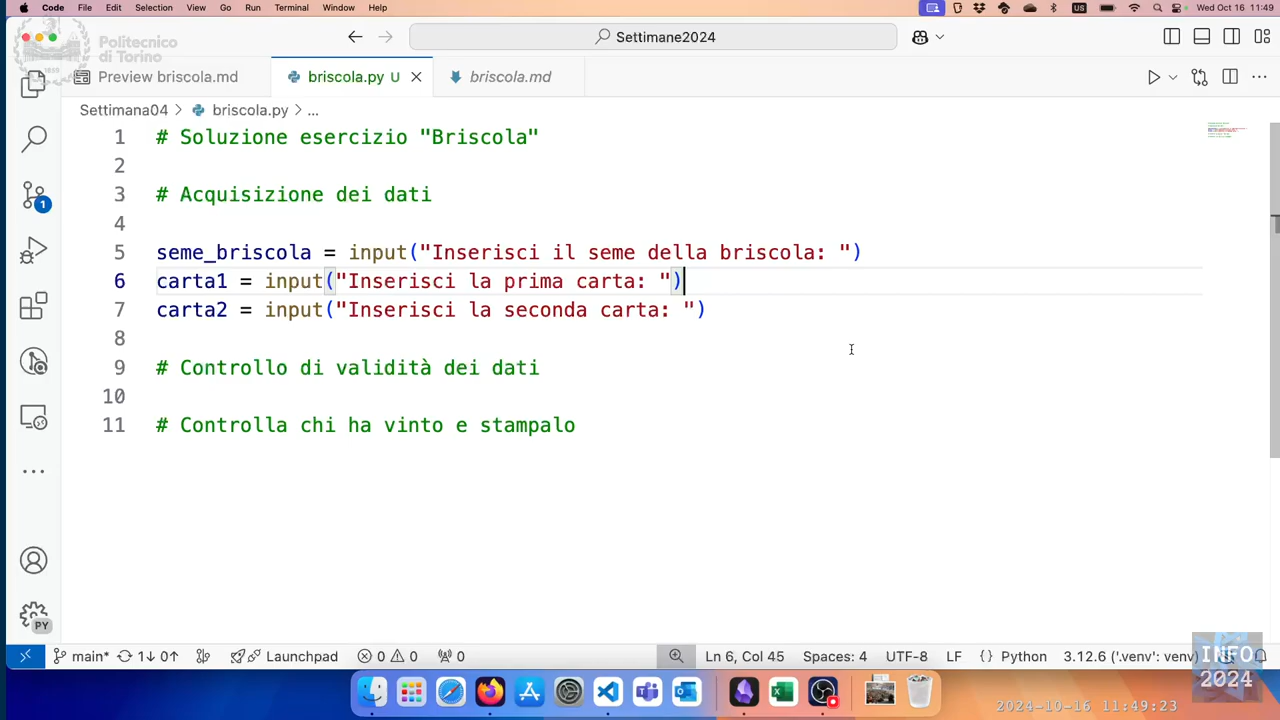 Code File Edit Selection View Go Run Terminal Window Help
US
Wed Oct 16 11:49
Politecnico
di Torino
1859
Settimane2024
Preview briscola.md
briscola.py U
briscola.md
Settimana04 > briscola.py > ...
1 # Soluzione esercizio "Briscola"
2
3 # Acquisizione dei dati
4
5 seme_briscola = input("Inserisci il seme della briscola: ")
6 carta1 = input("Inserisci la prima carta: ")
7 carta2 = input("Inserisci la seconda carta: ")
8
9 # Controllo di validità dei dati
10
11 # Controlla chi ha vinto e stampalo
1
PY
main* 1↓ 0↑ Launchpad 0 0 0 Ln 6, Col 45 Spaces: 4 UTF-8 LF {} Python 3.12.6 ('.venv': venv)
INFO
2024
2024-10-16 11:49:23